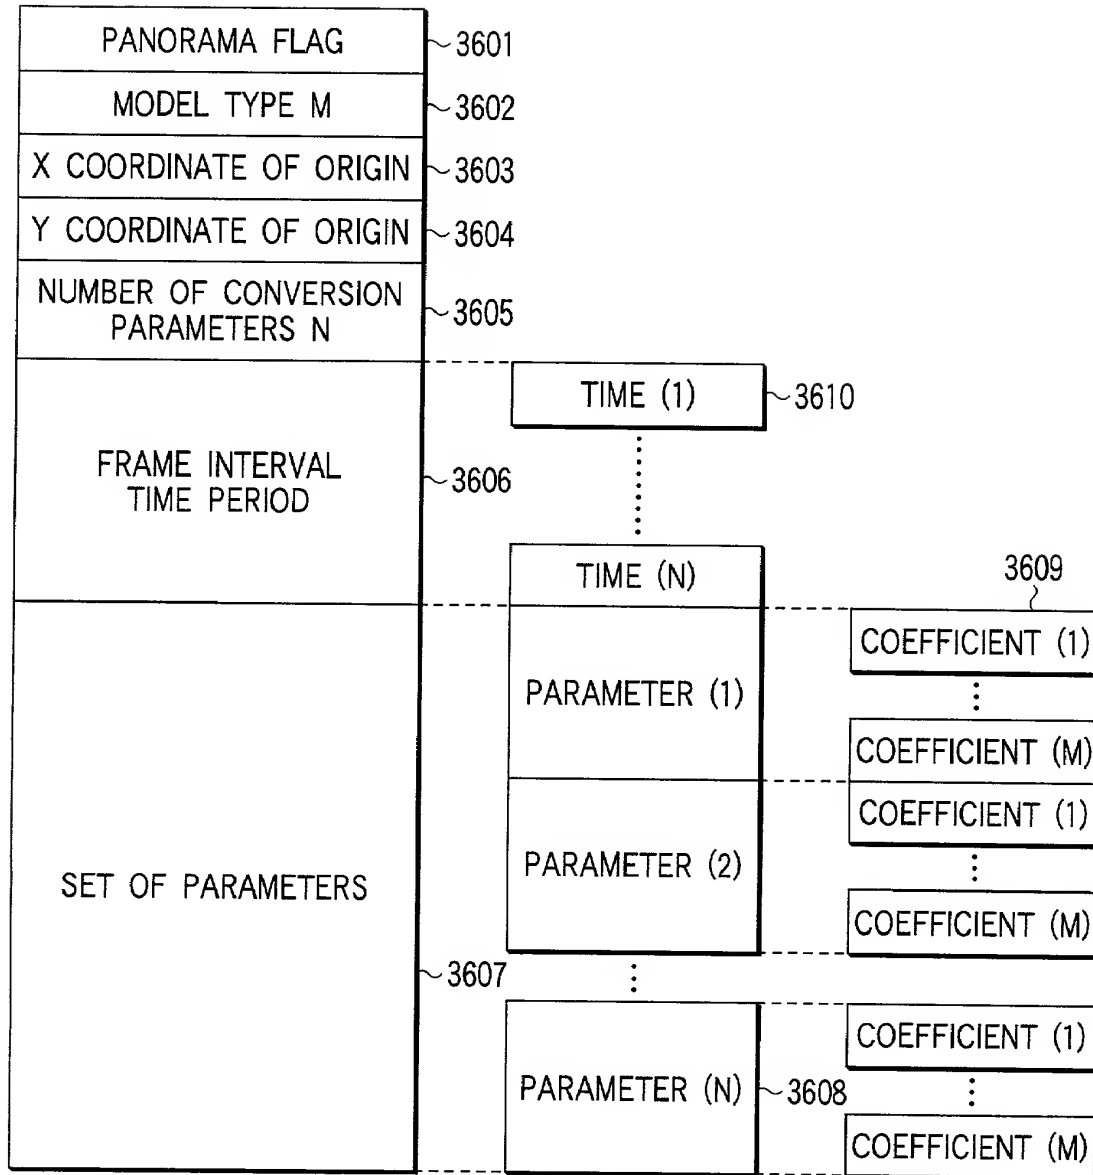 PANORAMA FLAG
3601
MODEL TYPE M
3602
X COORDINATE OF ORIGIN
3603
Y COORDINATE OF ORIGIN
3604
NUMBER OF CONVERSION
PARAMETERS N
3605
FRAME INTERVAL
TIME PERIOD
3606
TIME (1)
3610
TIME (N)
SET OF PARAMETERS
3607
PARAMETER (1)
PARAMETER (2)
PARAMETER (N)
3608
3609
COEFFICIENT (1)
COEFFICIENT (M)
COEFFICIENT (1)
COEFFICIENT (M)
COEFFICIENT (1)
COEFFICIENT (M)